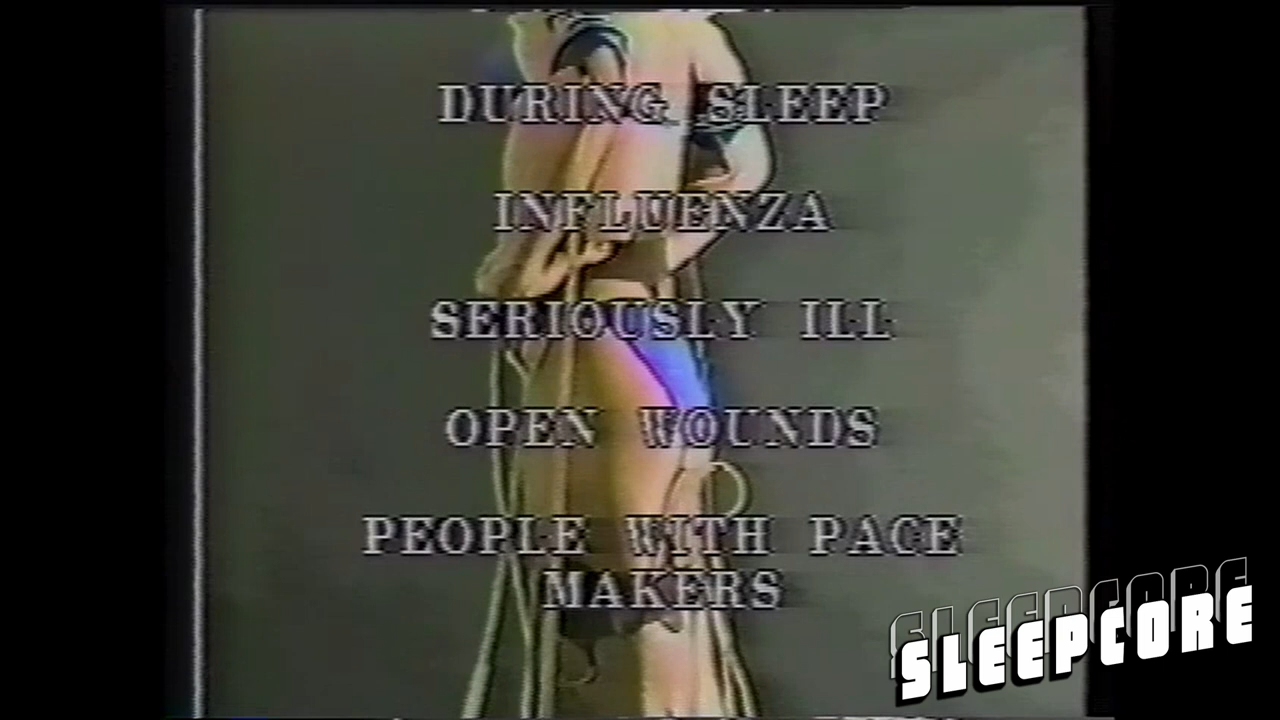 DURING SLEEP
INFLUENZA
SERIOUSLY ILL
OPEN WOUNDS
PEOPLE WITH PACE
MAKERS
SLEEPCORE